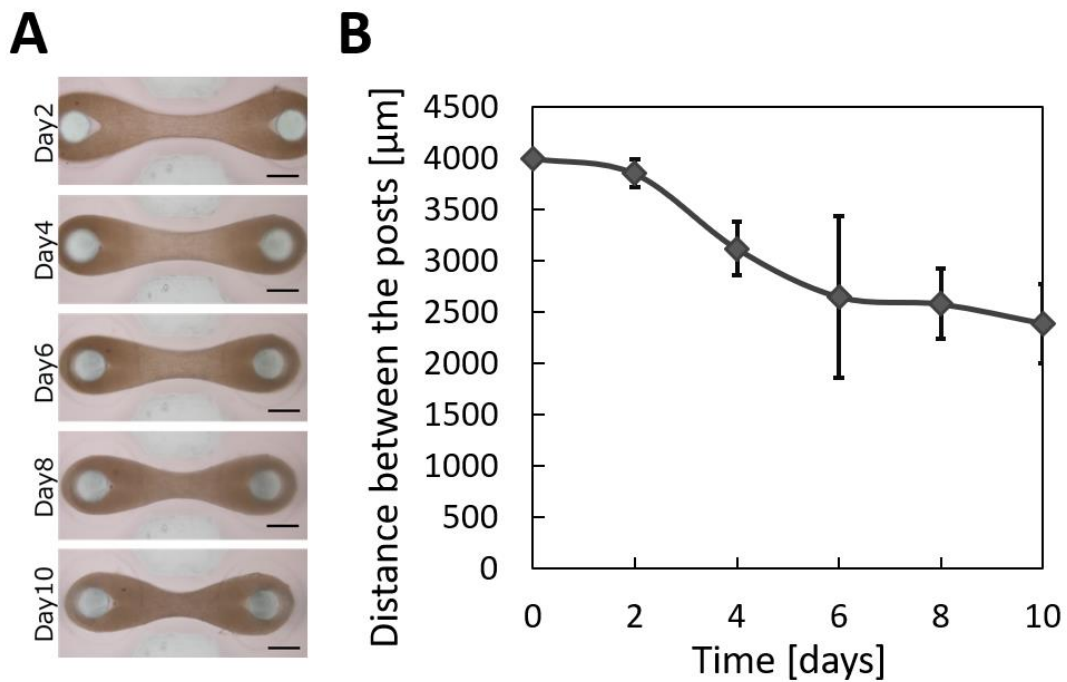 A
Day2
Day4
Day6
Day8
Day10
B
Distance between the posts [µm]
4500
4000
3500
3000
2500
2000
1500
1000
500
0
0 2 4 6 8 10
Time [days]